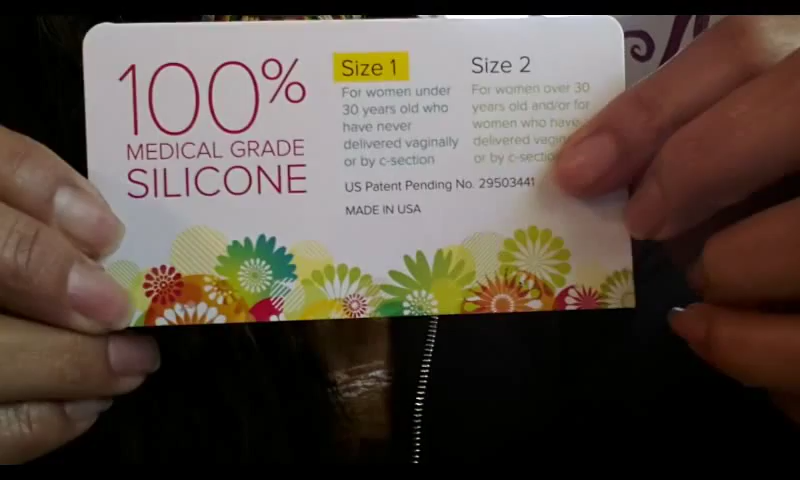 100%
MEDICAL GRADE
SILICONE
Size 1
For women under
30 years old who
have never
delivered vaginally
or by c-section
Size 2
For women over 30
years old and/or for
women who have
delivered
or by c-section
US Patent Pending No. 29503441
MADE IN USA